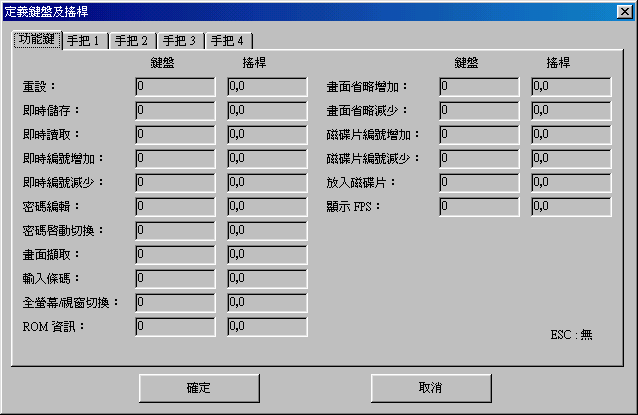 定義鍵盤及搖桿
功能鍵 手把 1 手把 2 手把 3 手把 4
鍵盤 搖桿 鍵盤 搖桿
重設： 0 0,0 畫面省略增加： 0 0,0
即時儲存： 0 0,0 畫面省略減少： 0 0,0
即時讀取： 0 0,0 磁碟片編號增加： 0 0,0
即時編號增加： 0 0,0 磁碟片編號減少： 0 0,0
即時編號減少： 0 0,0 放入磁碟片： 0 0,0
密碼編輯： 0 0,0 顯示 FPS： 0 0,0
密碼啓動切換： 0 0,0
畫面擷取： 0 0,0
輸入條碼： 0 0,0
全螢幕/視窗切換： 0 0,0
ROM 資訊： 0 0,0
ESC : 無
確定 取消